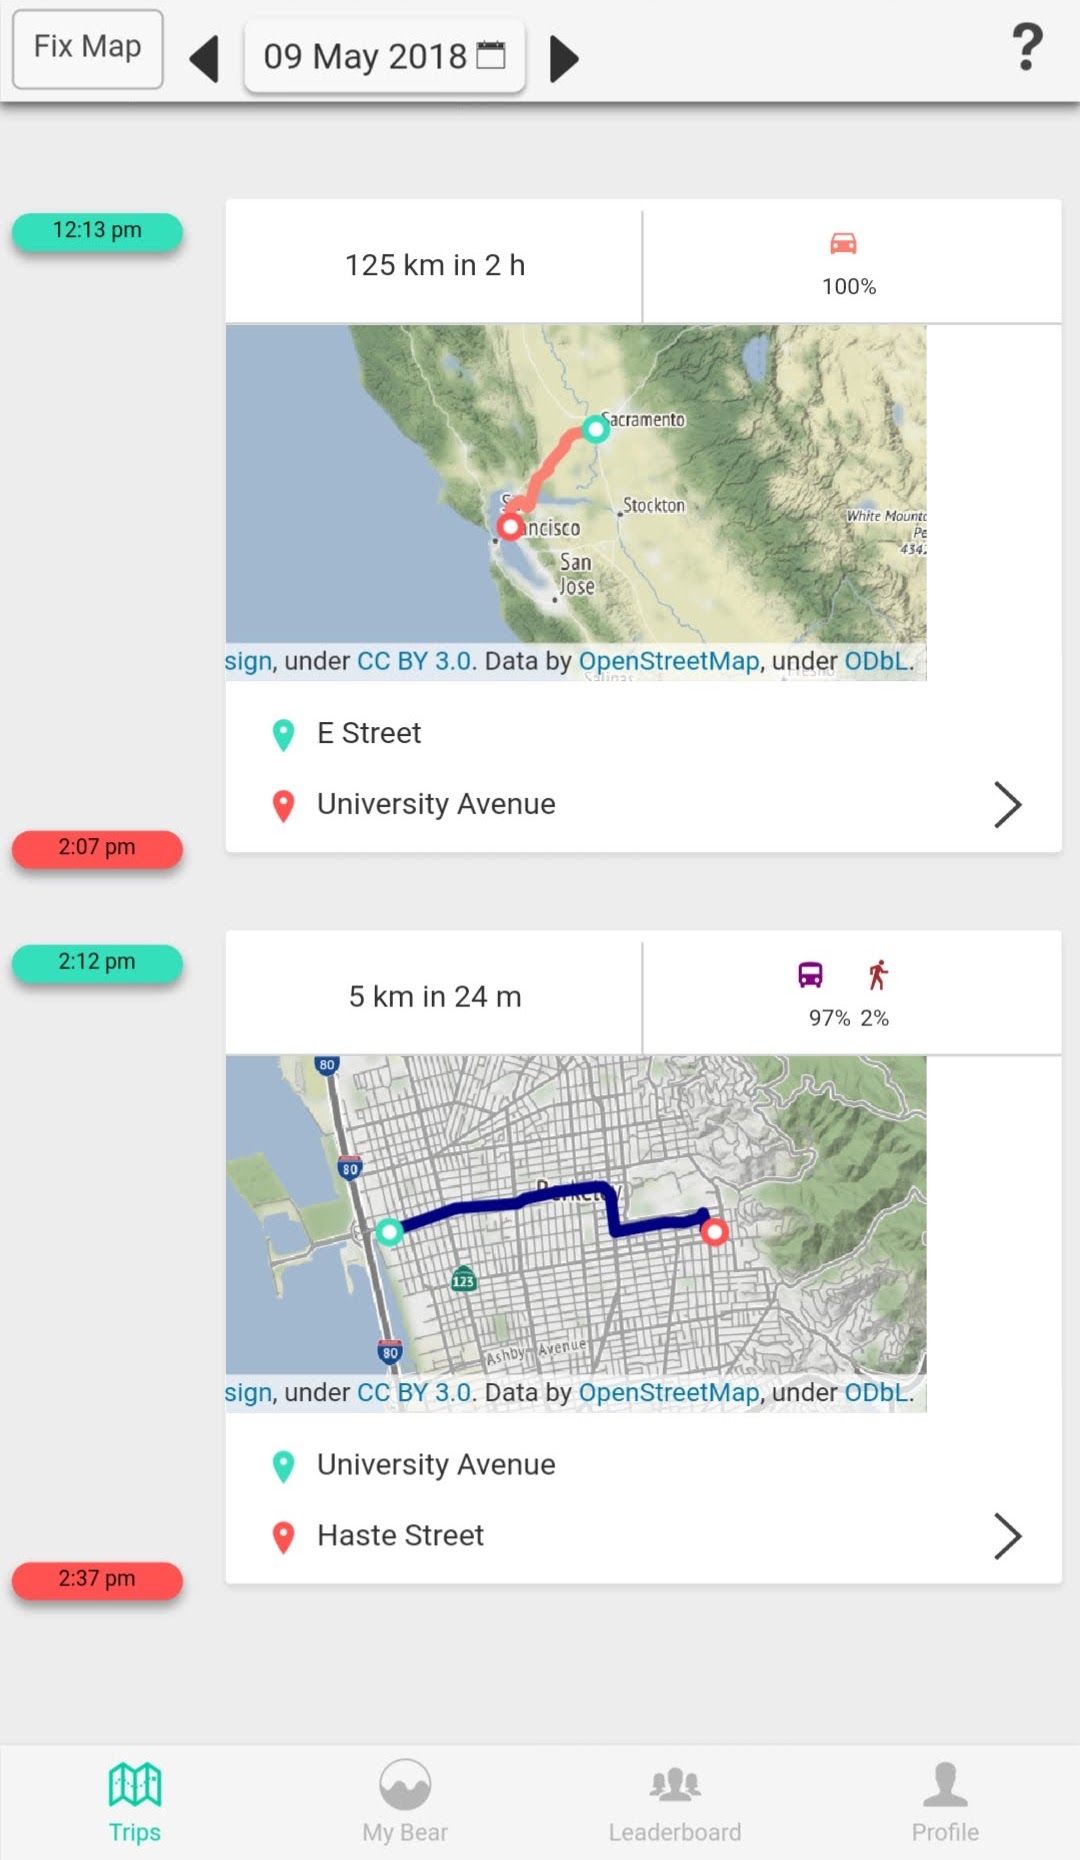 Fix Map
09 May 2018
?
12:13 pm
125 km in 2 h
100%
Sacramento
Stockton
ncisco
White Mount
San
Jose
sign, under CC BY 3.0. Data by OpenStreetMap, under ODbL.
E Street
University Avenue
2:07 pm
2:12 pm
5 km in 24 m
97% 2%
80
80
123
80
Ashby Avenue
sign, under CC BY 3.0. Data by OpenStreetMap, under ODbL.
University Avenue
Haste Street
2:37 pm
Trips
My Bear
Leaderboard
Profile